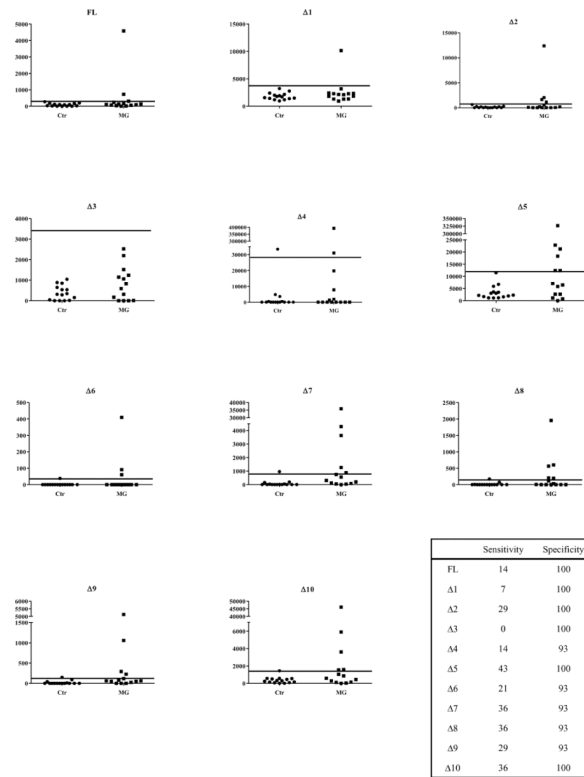 FL
5000
4000
3000
2000
1000
0
Ctr MG
Δ1
15000
10000
5000
0
Ctr MG
Δ2
15000
10000
5000
0
Ctr MG
Δ3
4000
3000
2000
1000
0
Ctr MG
Δ4
400000
350000
30000
20000
10000
0
Ctr MG
Δ5
350000
300000
25000
20000
15000
10000
5000
0
Ctr MG
Δ6
500
400
300
200
100
0
Ctr MG
Δ7
40000
35000
30000
4000
3000
2000
1000
0
Ctr MG
Δ8
2500
2000
1500
1000
500
0
Ctr MG
Δ9
6000
5500
5000
1500
1000
500
0
Ctr MG
Δ10
50000
45000
8000
6000
4000
2000
0
Ctr MG
Sensitivity Specificity
FL 14 100
Δ1 7 100
Δ2 29 100
Δ3 0 100
Δ4 14 93
Δ5 43 100
Δ6 21 93
Δ7 36 93
Δ8 36 93
Δ9 29 93
Δ10 36 100